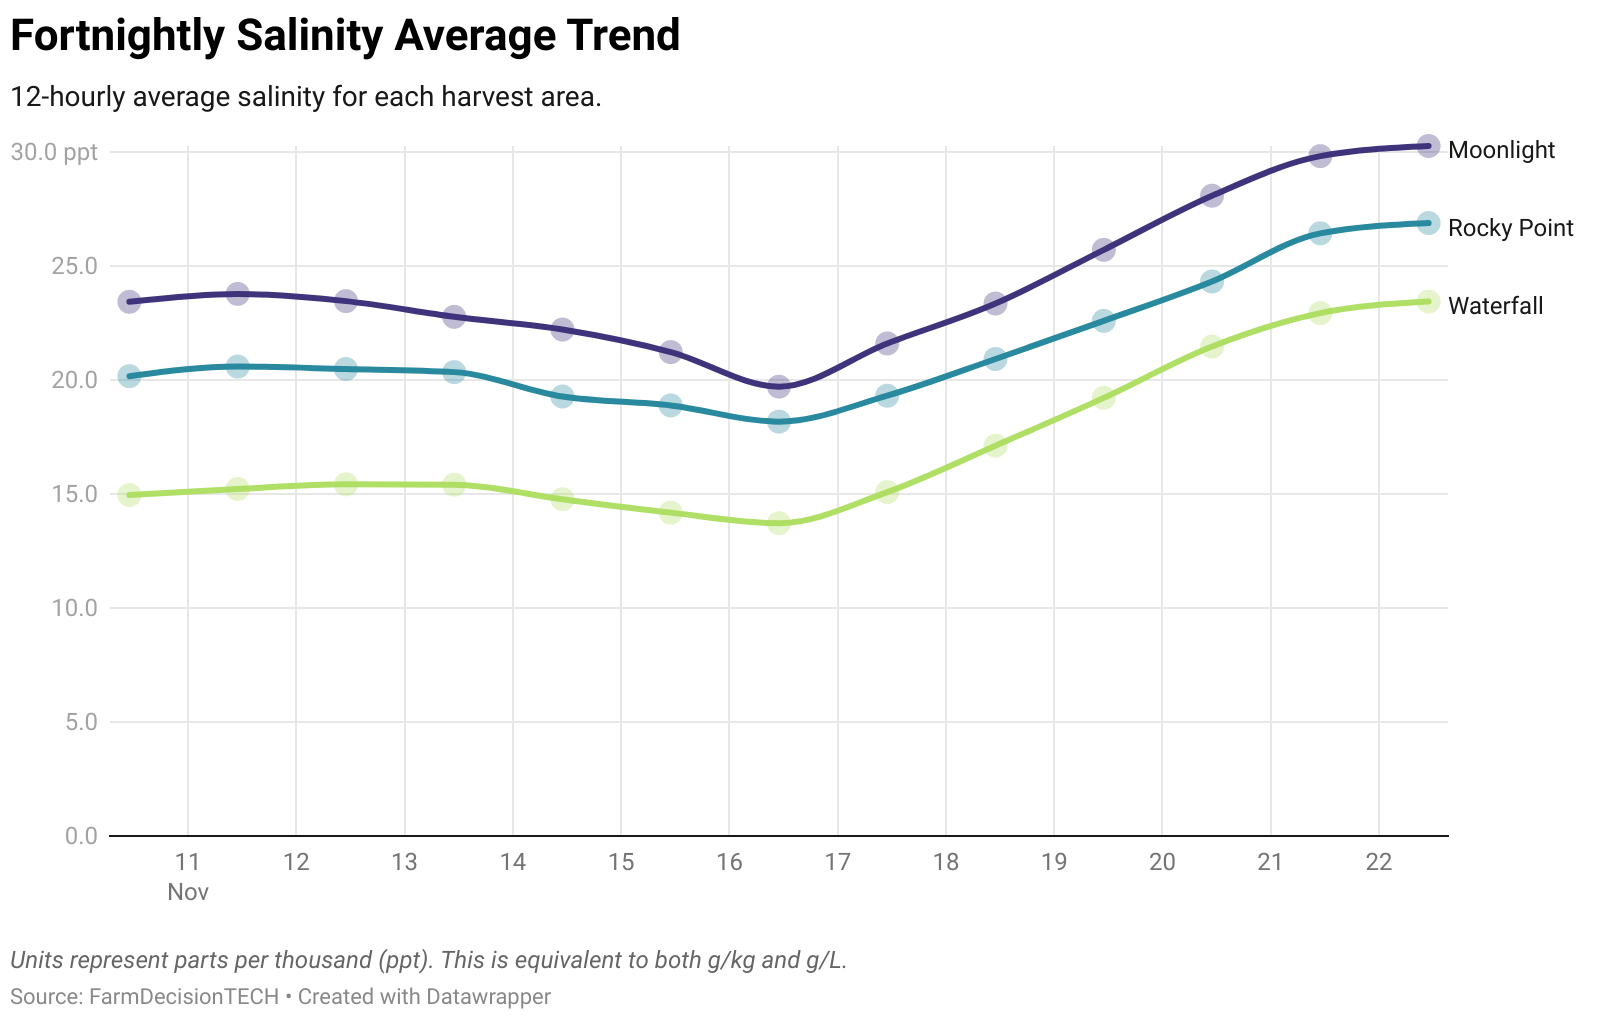 Fortnightly Salinity Average Trend
12-hourly average salinity for each harvest area.
30.0 ppt
Moonlight
Rocky Point
25.0
Waterfall
20.0
15.0
10.0
5.0
0.0
11 12 13 14 15 16 17 18 19 20 21 22
Nov
Units represent parts per thousand (ppt). This is equivalent to both g/kg and g/L.
Source: FarmDecisionTECH • Created with Datawrapper